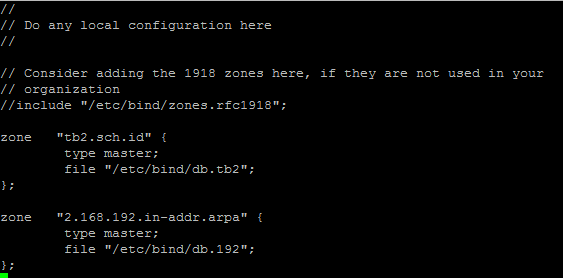 //
// Do any local configuration here
//
// Consider adding the 1918 zones here, if they are not used in your
// organization
//include "/etc/bind/zones.rfc1918";
zone "tb2.sch.id" {
type master;
file "/etc/bind/db.tb2";
};
zone "2.168.192.in-addr.arpa" {
type master;
file "/etc/bind/db.192";
};